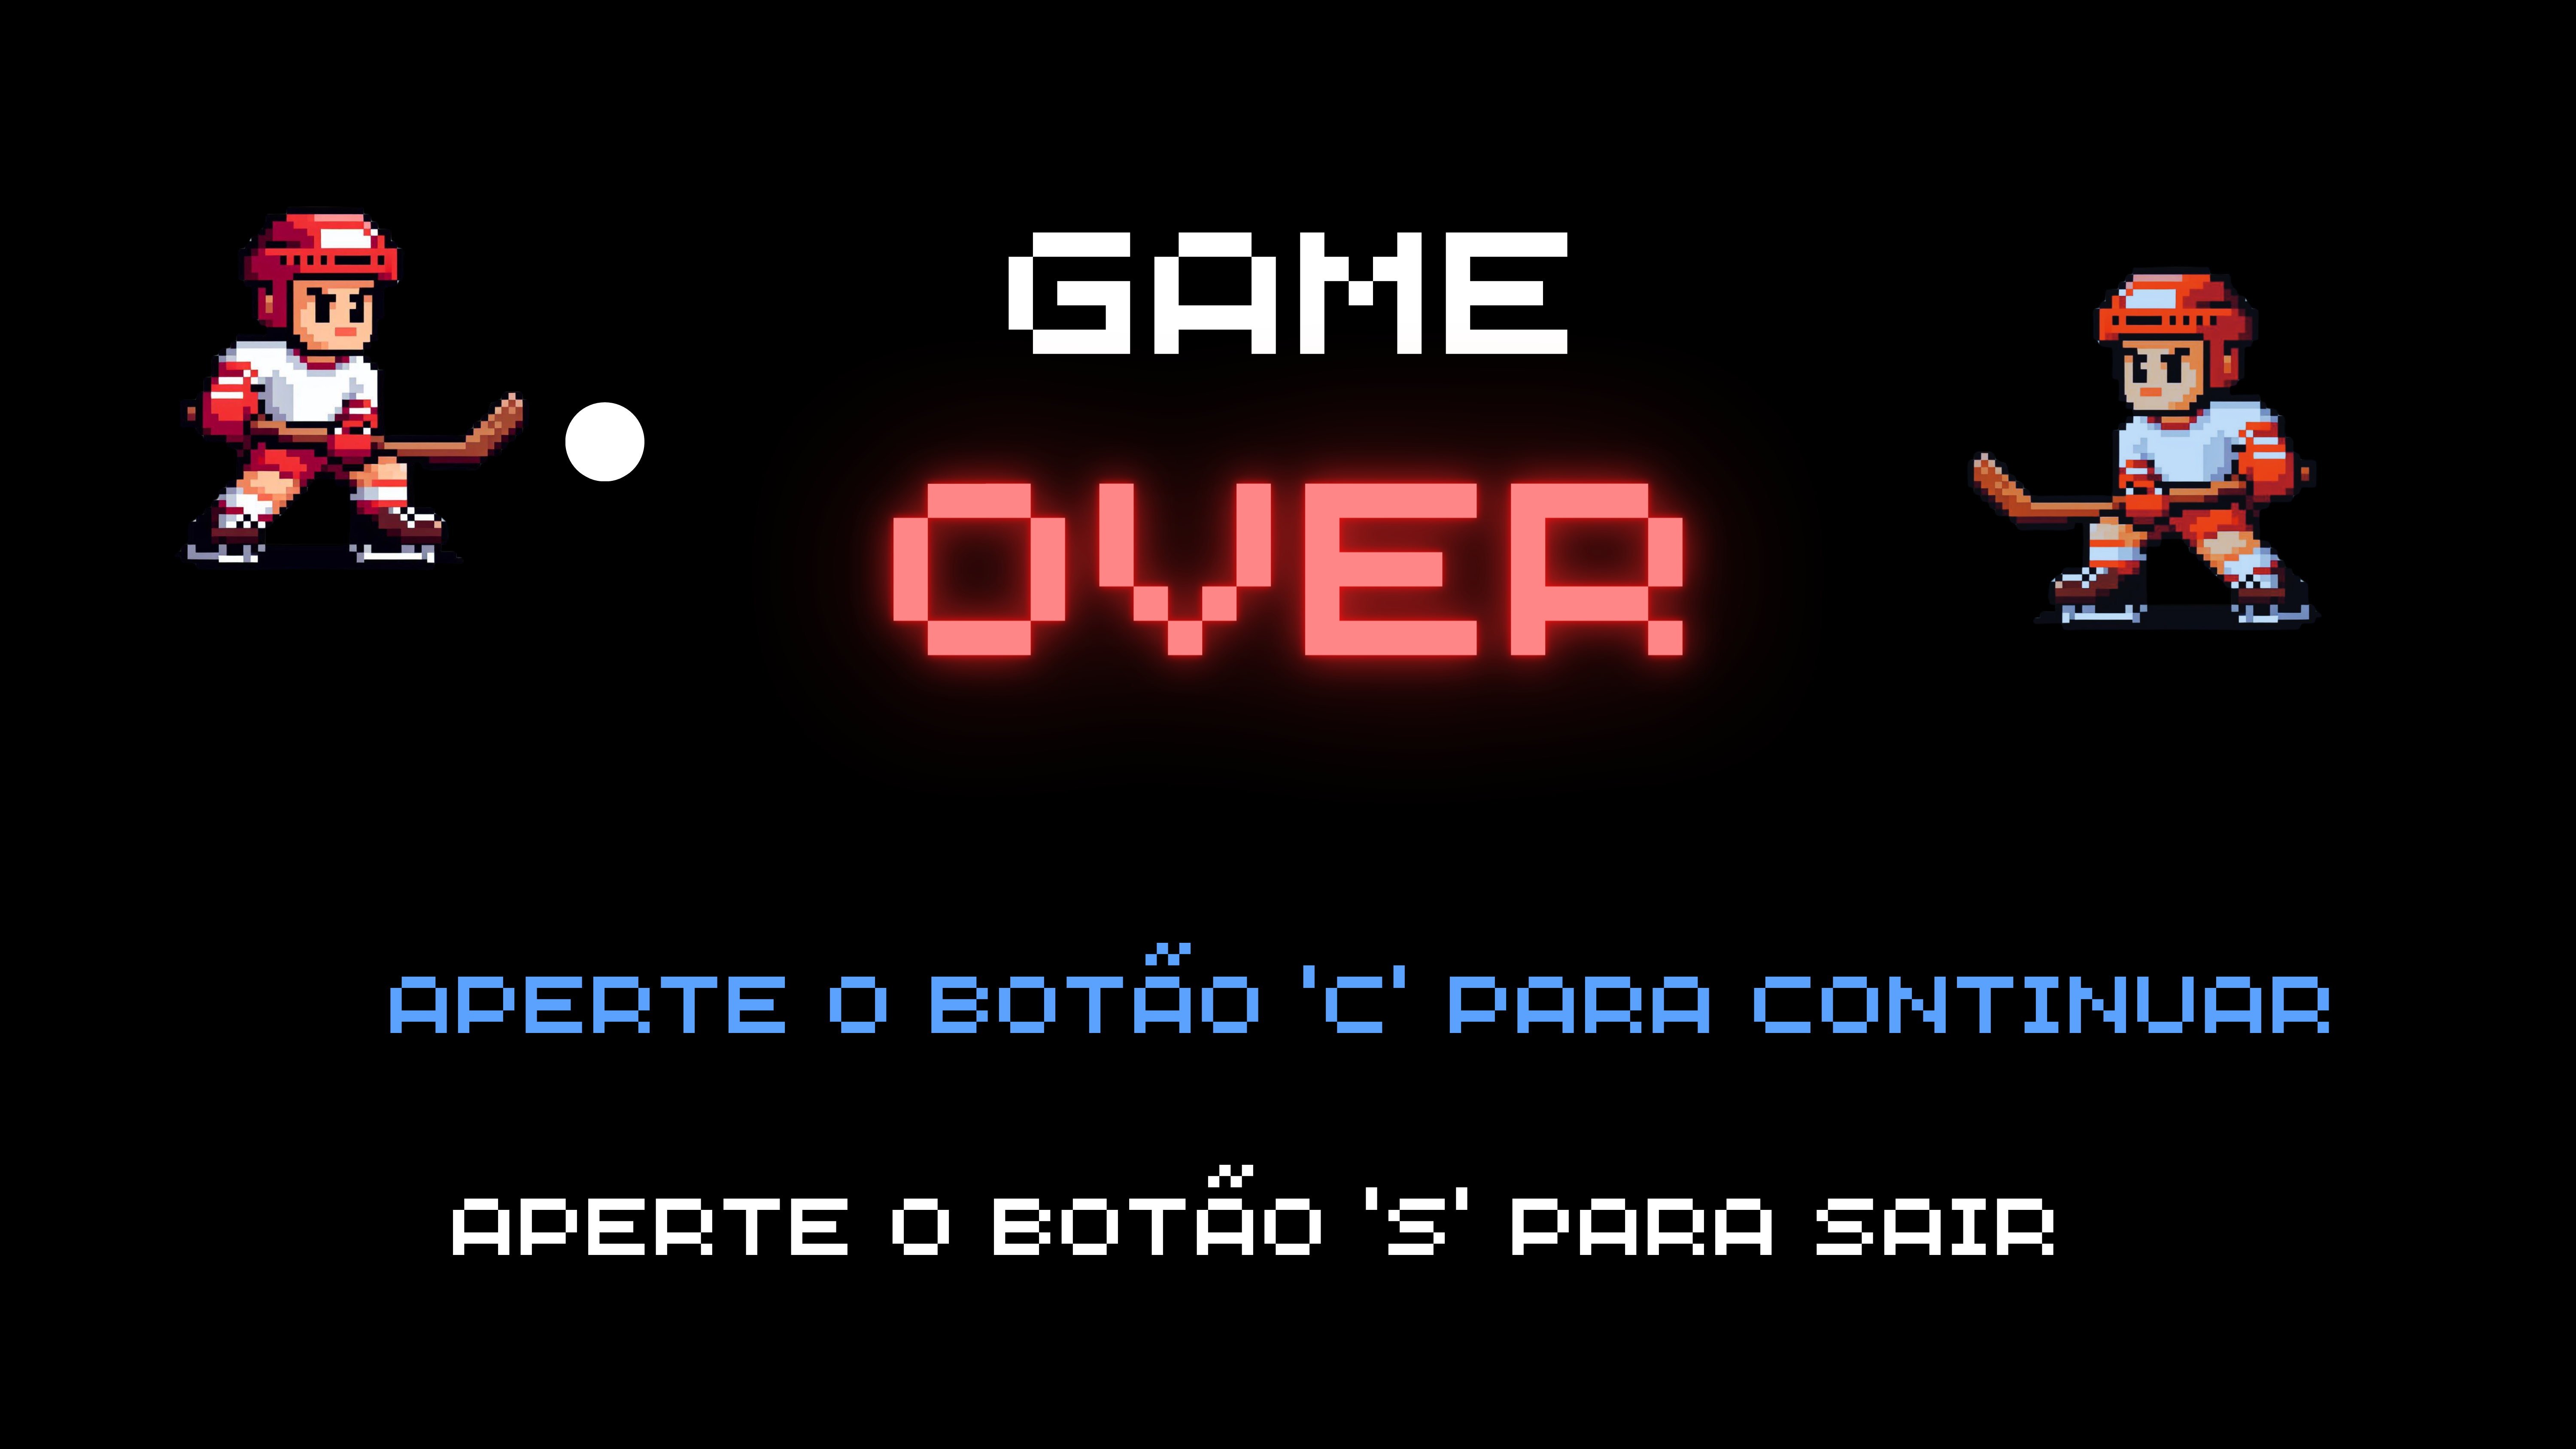 GAME
OVER
APERTE O BOTÃO 'C' PARA CONTINUAR
APERTE O BOTÃO 'S' PARA SAIR